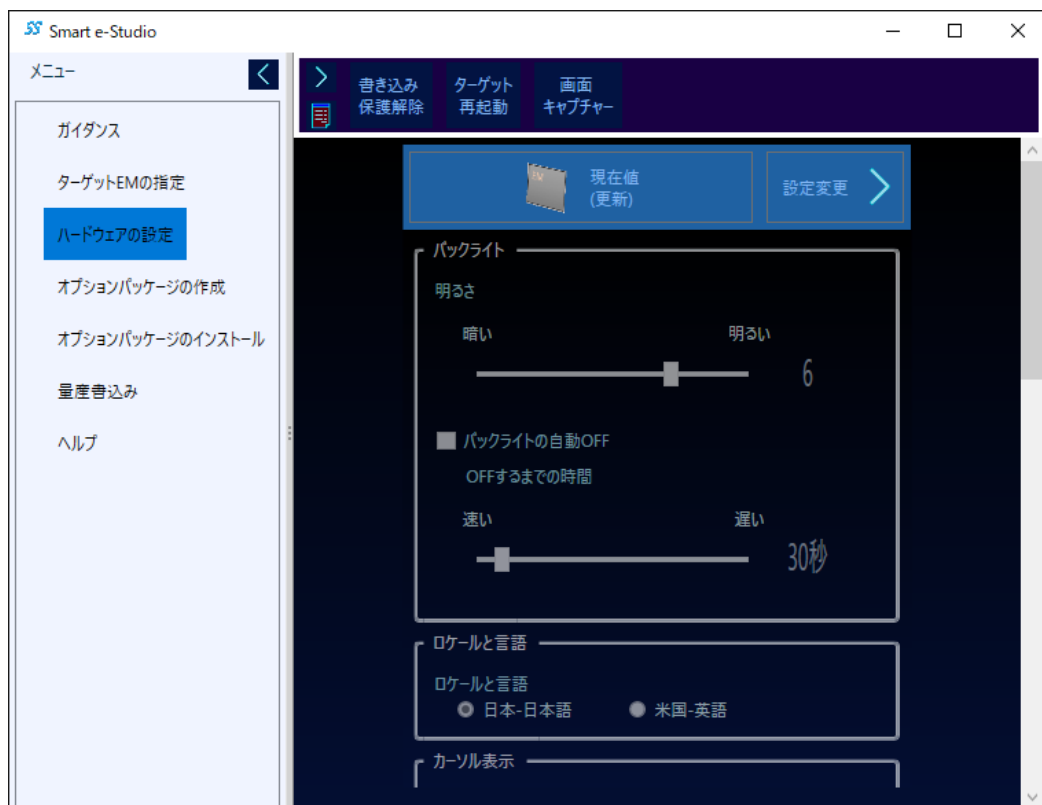 Smart e-Studio
メニュー
ガイダンス
ターゲットEMの指定
ハードウェアの設定
オプションパッケージの作成
オプションパッケージのインストール
量産書込み
ヘルプ
書き込み
保護解除
ターゲット
再起動
画面
キャプチャー
EM
現在値
(更新)
設定変更
バックライト
明るさ
暗い 明るい
6
バックライトの自動OFF
OFFするまでの時間
速い 遅い
30秒
ロケールと言語
ロケールと言語
日本-日本語 米国-英語
カーソル表示